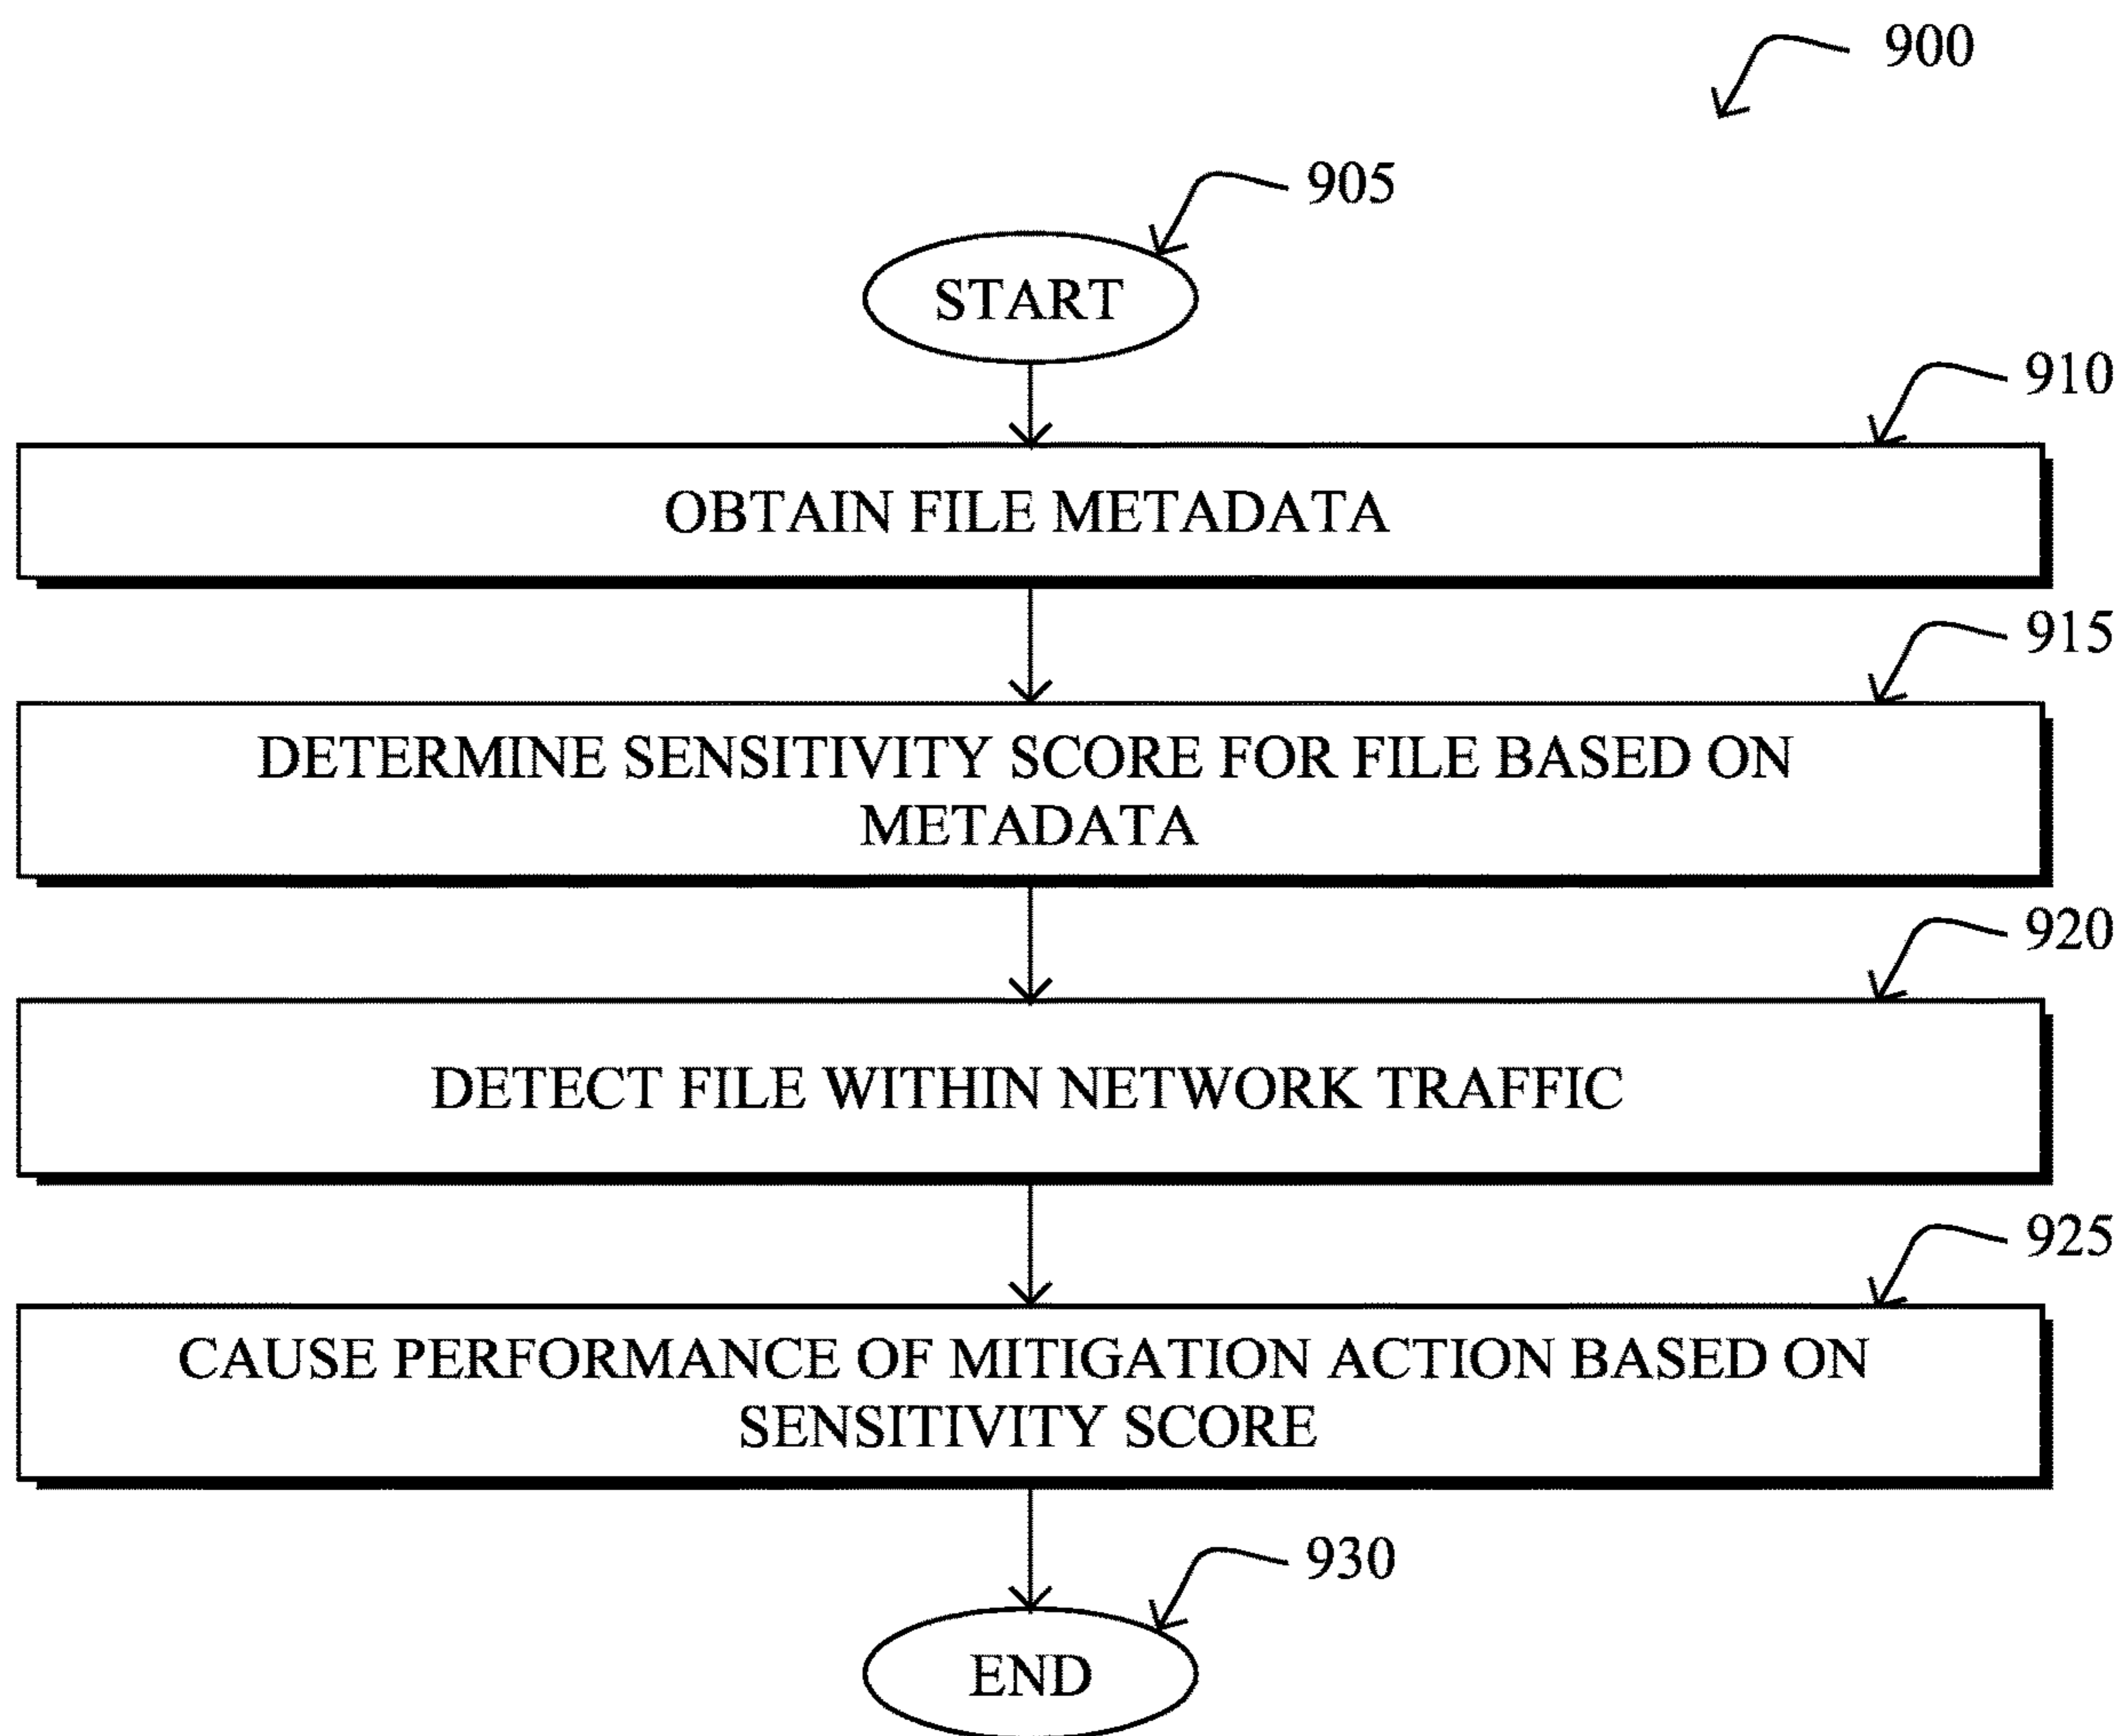 900
905
START
910
OBTAIN FILE METADATA
915
DETERMINE SENSITIVITY SCORE FOR FILE BASED ON
METADATA
920
DETECT FILE WITHIN NETWORK TRAFFIC
925
CAUSE PERFORMANCE OF MITIGATION ACTION BASED ON
SENSITIVITY SCORE
930
END